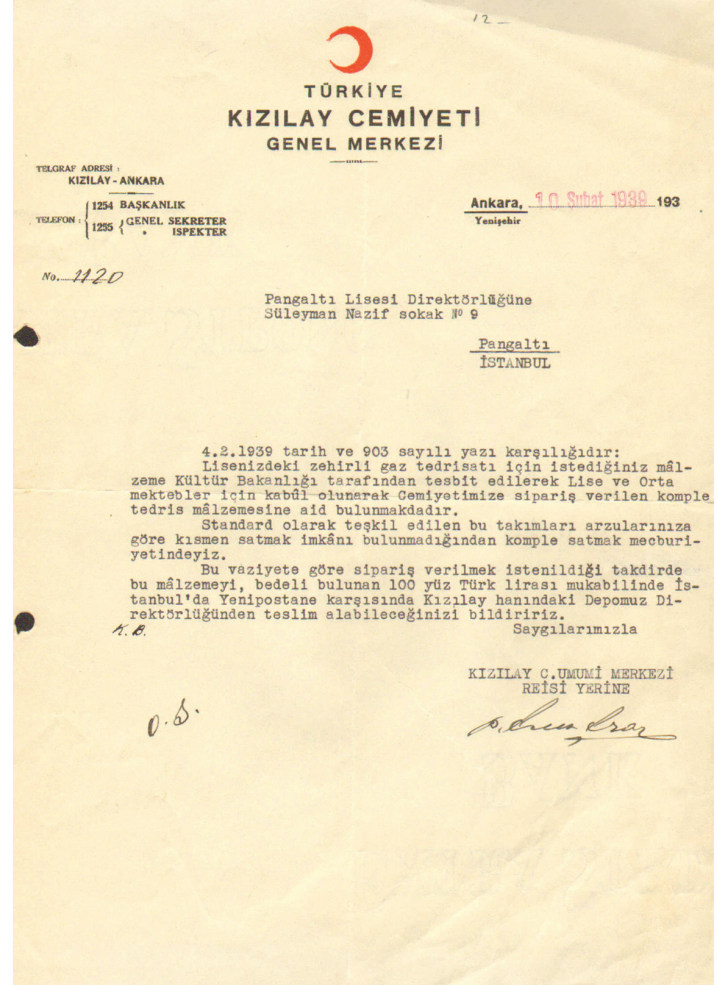 12 —
TÜRKİYE
KIZILAY CEMİYETİ
GENEL MERKEZİ
TELGRAF ADRESİ :
KIZILAY - ANKARA
TELEFON : 1254 BAŞKANLIK
1295 GENEL SEKRETER
" ISPEKTER
Ankara, 10 Şubat 1939 193
Yenişehir
No. 1120
Pangaltı Lisesi Direktörlüğüne
Süleyman Nazif sokak № 9
Pangaltı
İSTANBUL
4.2.1939 tarih ve 903 sayılı yazı karşılığıdır:
Lisenizdeki zehirli gaz tedrisatı için istediğiniz mâl-
zeme Kültür Bakanlığı tarafından tesbit edilerek Lise ve Orta
mektebler için kabûl olunarak Cemiyetimize sipariş verilen komple
tedris mâlzemesine aid bulunmakdadır.
Standard olarak teşkil edilen bu takımları arzularınıza
göre kısmen satmak imkânı bulunmadığından komple satmak mecburi-
yetindeyiz.
Bu vaziyete göre sipariş verilmek istenildiği takdirde
bu mâlzemeyi, bedeli bulunan 100 yüz Türk lirası mukabilinde İs-
tanbul'da Yenipostane karşısında Kızılay hanındaki Depomuz Di-
rektörlüğünden teslim alabileceğinizi bildiririz.
K.B.
Saygılarımızla
KIZILAY C.UMUMİ MERKEZİ
REİSİ YERİNE